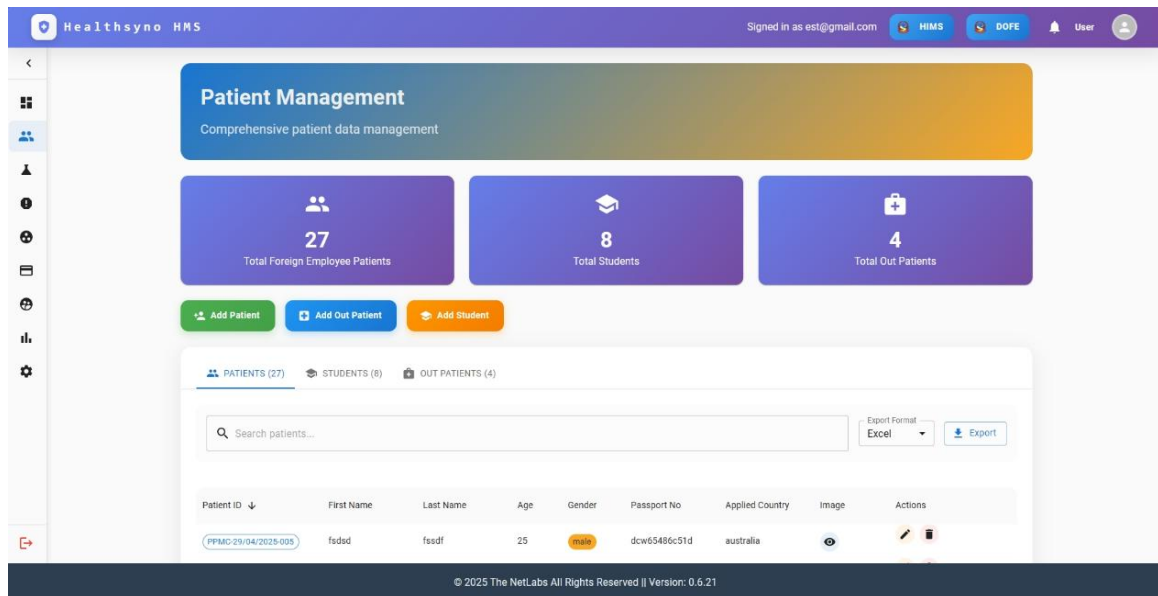 Healthsyno HMS
Signed in as est@gmail.com
HIMS
DOFE
User
Patient Management
Comprehensive patient data management
27
Total Foreign Employee Patients
8
Total Students
4
Total Out Patients
Add Patient
Add Out Patient
Add Student
PATIENTS (27)
STUDENTS (8)
OUT PATIENTS (4)
Search patients...
Export Format
Excel
Export
Patient ID First Name Last Name Age Gender Passport No Applied Country Image Actions
PPMC-29/04/2025-005 fsdsd fssdf 25 male dcw65486c51d australia
© 2025 The NetLabs All Rights Reserved || Version: 0.6.21